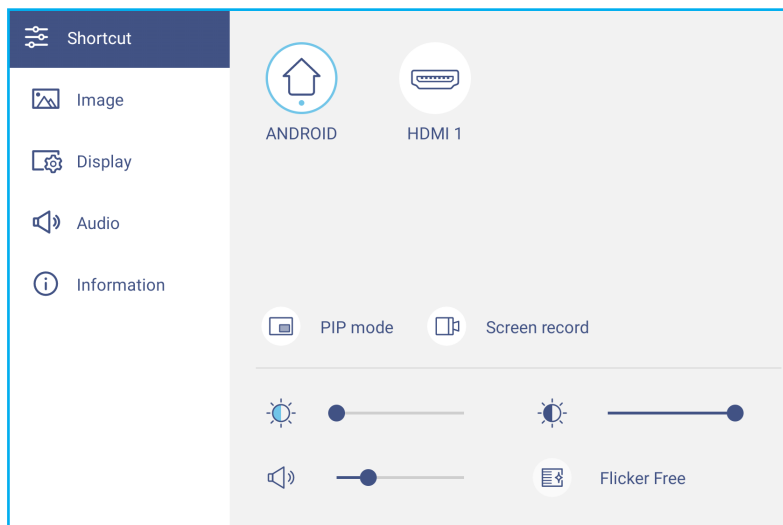 Shortcut
Image
Display
Audio
Information
ANDROID
HDMI 1
PIP mode
Screen record
Flicker Free